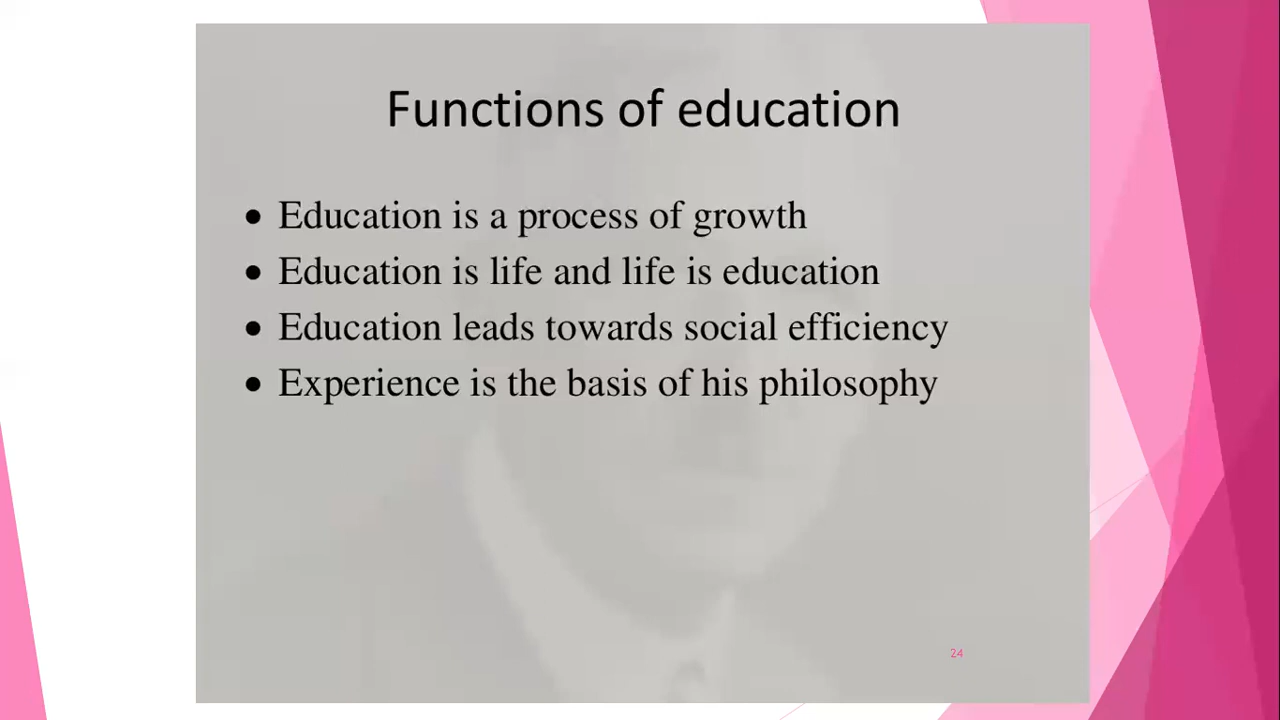 Functions of education
• Education is a process of growth
• Education is life and life is education
• Education leads towards social efficiency
• Experience is the basis of his philosophy
24